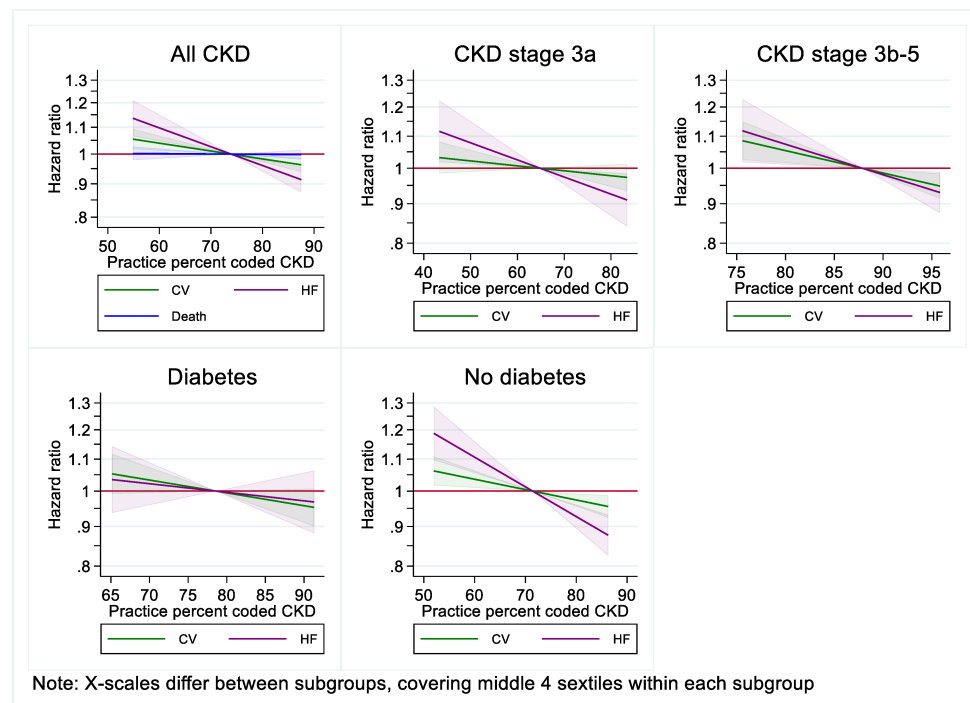 All CKD
Hazard ratio
1.3
1.2
1.1
1
.9
.8
50 60 70 80 90
Practice percent coded CKD
CV HF
Death
CKD stage 3a
Hazard ratio
1.3
1.2
1.1
1
.9
.8
40 50 60 70 80
Practice percent coded CKD
CV HF
CKD stage 3b-5
Hazard ratio
1.3
1.2
1.1
1
.9
.8
75 80 85 90 95
Practice percent coded CKD
CV HF
Diabetes
Hazard ratio
1.3
1.2
1.1
1
.9
.8
65 70 75 80 85 90
Practice percent coded CKD
CV HF
No diabetes
Hazard ratio
1.3
1.2
1.1
1
.9
.8
50 60 70 80 90
Practice percent coded CKD
CV HF
Note: X-scales differ between subgroups, covering middle 4 sextiles within each subgroup